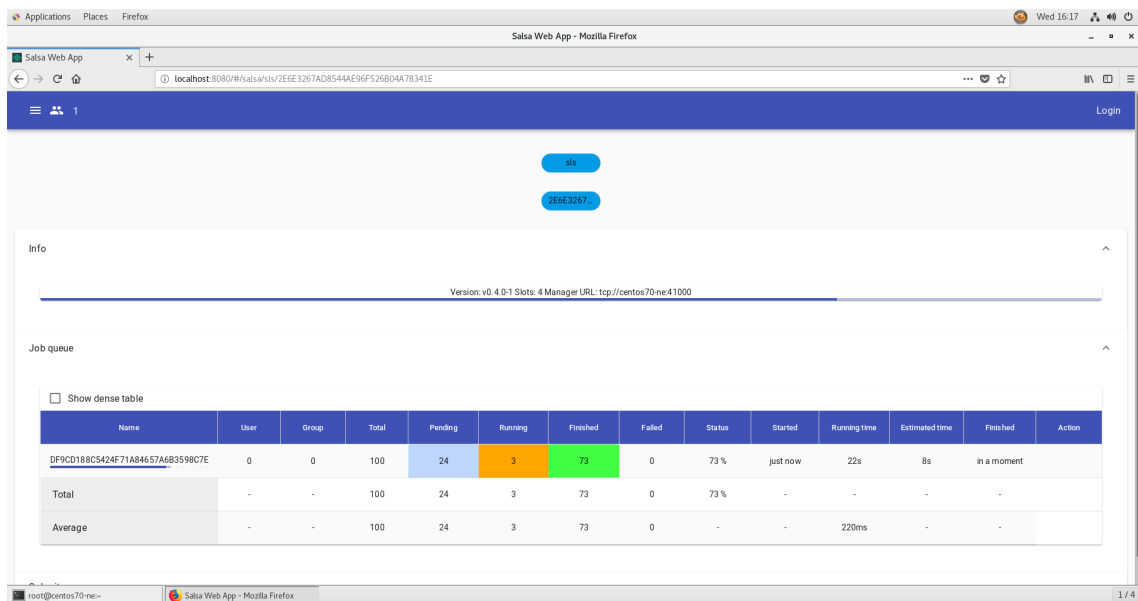 Applications Places Firefox Wed 16:17
Salsa Web App - Mozilla Firefox
Salsa Web App
localhost:8080/#/salsa/sls/2E6E3267AD8544AE96F526B04A78341E
1 Login
sls
2E6E3267...
Info
Version: v0.4.0-1 Slots: 4 Manager URL: tcp://centos70-ne:41000
Job queue
Show dense table
Name User Group Total Pending Running Finished Failed Status Started Running time Estimated time Finished Action
DF9CD188C5424F71A84657A6B3598C7E 0 0 100 24 3 73 0 73 % just now 22s 8s in a moment
Total - - 100 24 3 73 0 73 % - - - -
Average - - 100 24 3 73 0 - - 220ms - -
root@centos70-ne:~ Salsa Web App - Mozilla Firefox 1 / 4